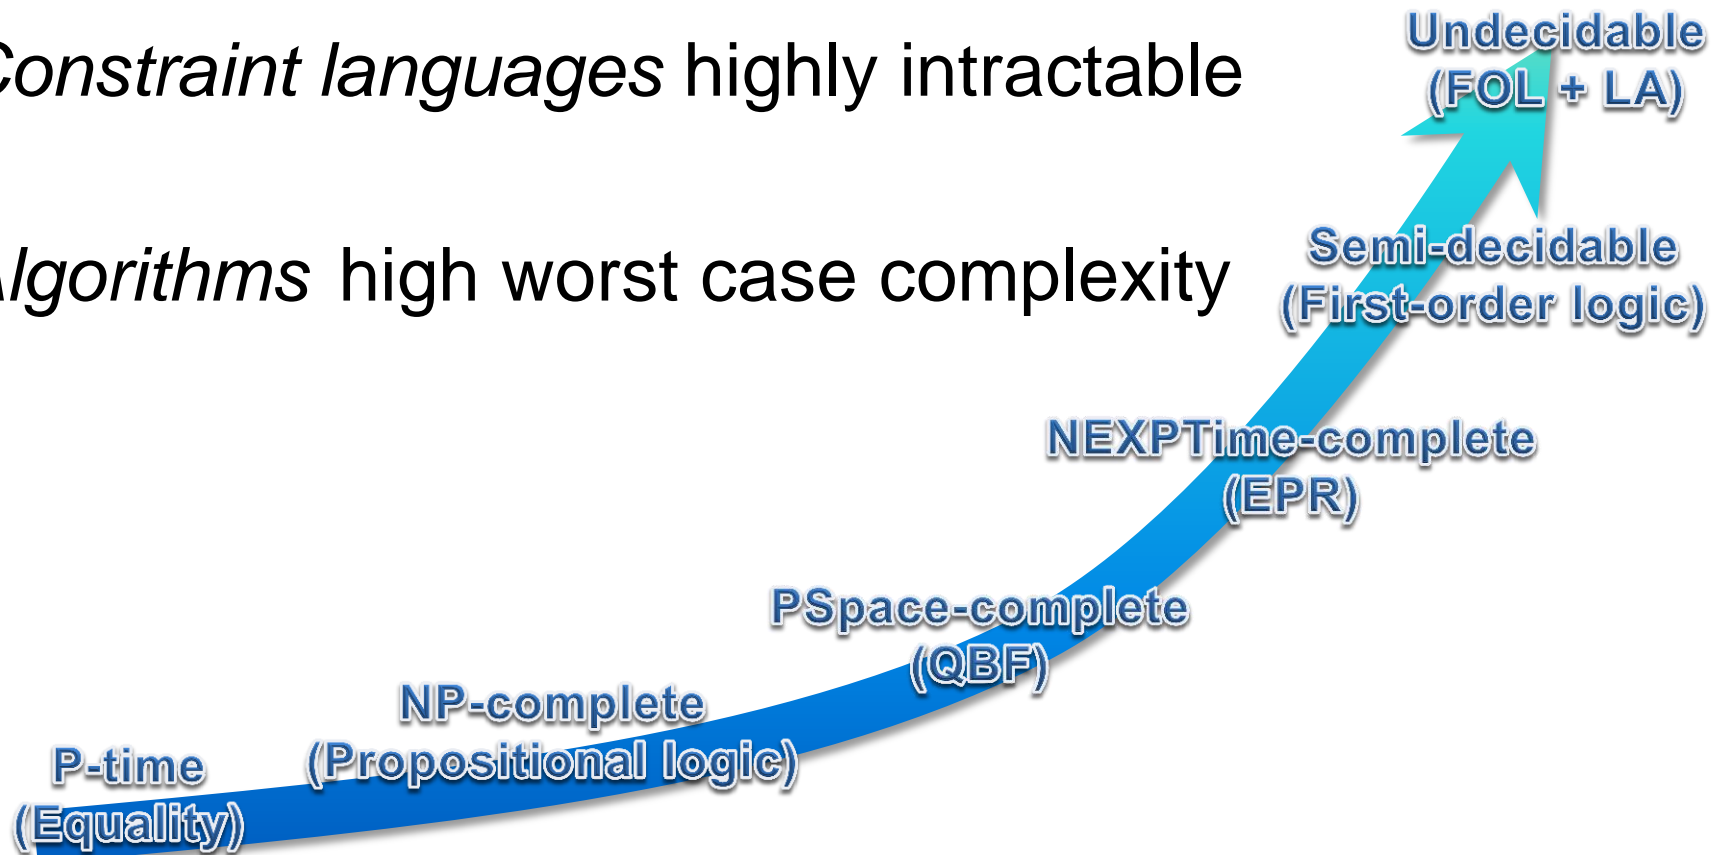 Constraint languages highly intractable
Algorithms high worst case complexity
Undecidable
(FOL + LA)
Semi-decidable
(First-order logic)
NEXPTime-complete
(EPR)
PSpace-complete
(QBF)
NP-complete
(Propositional logic)
P-time
(Equality)